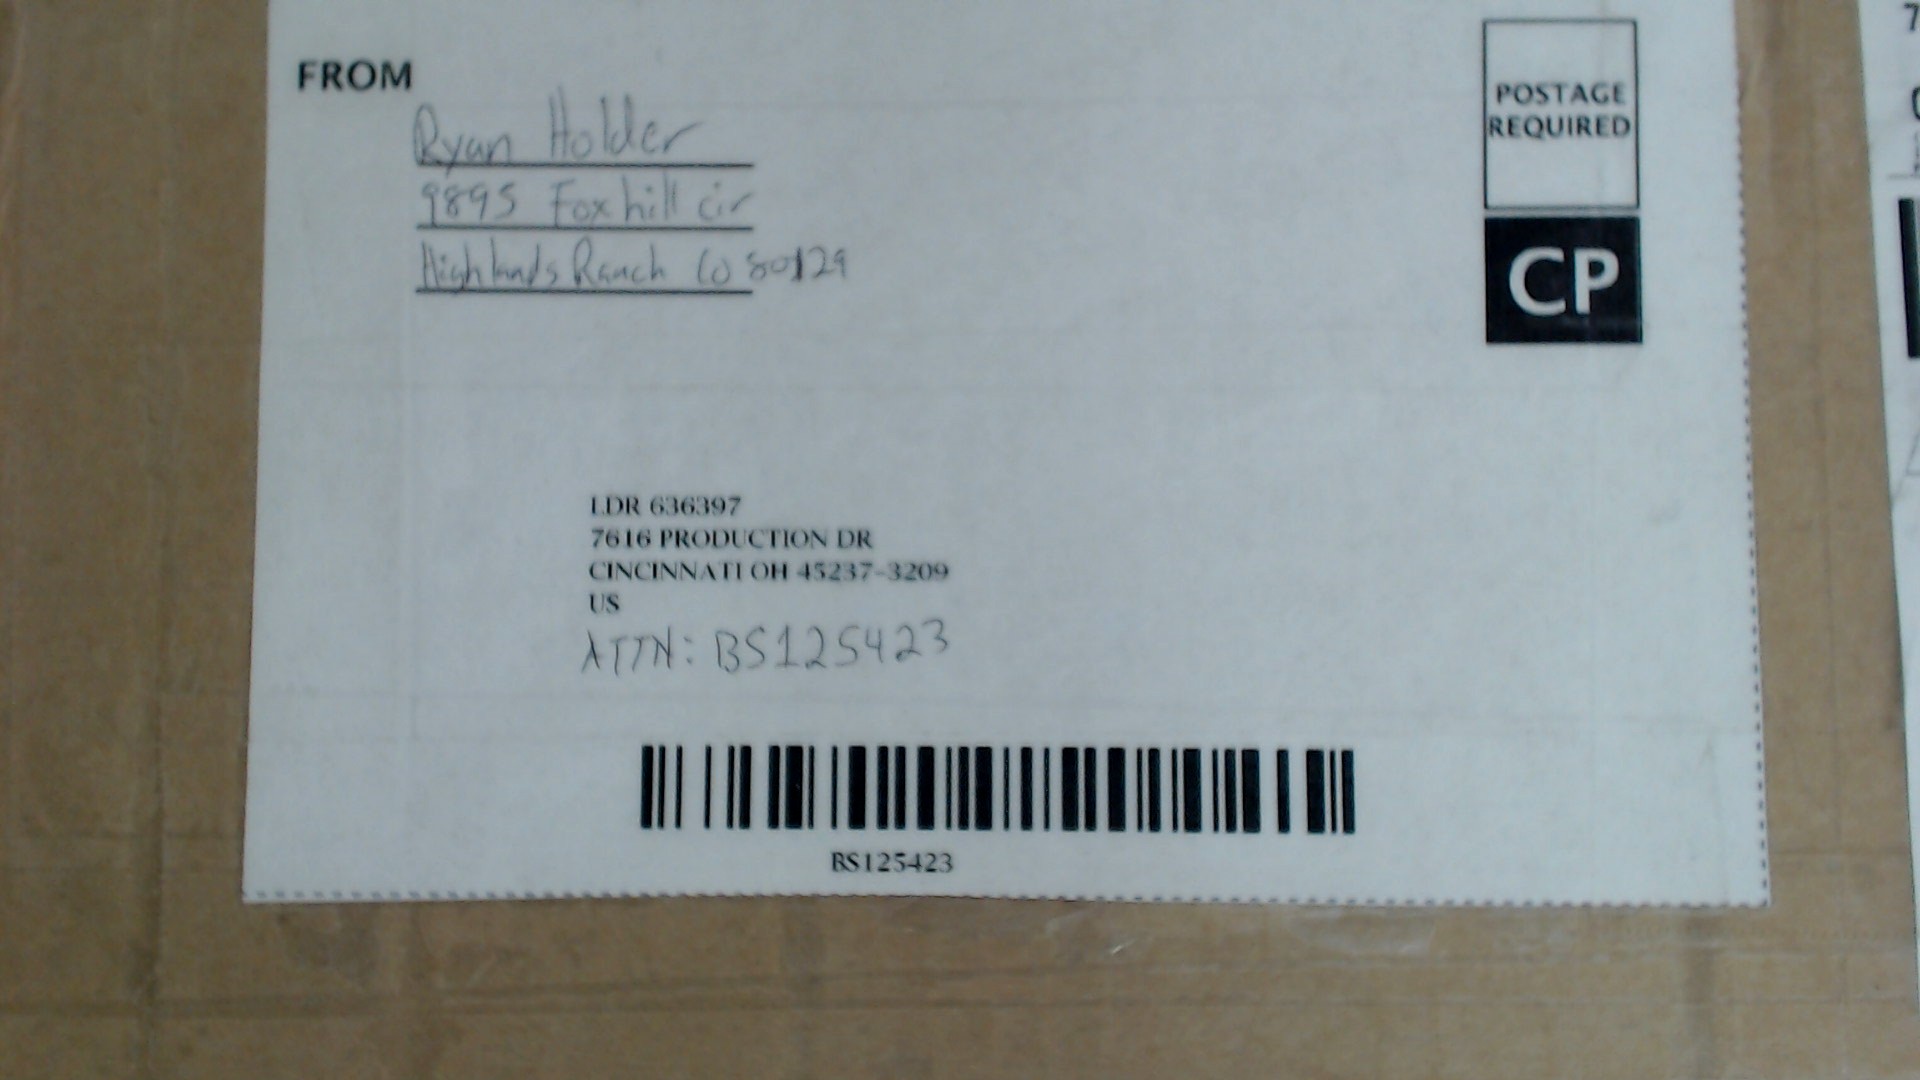 FROM
Ryan Holder
9895 Foxhill cir
Highlands Ranch CO 80129
POSTAGE
REQUIRED
CP
LDR 636397
7616 PRODUCTION DR
CINCINNATI OH 45237-3209
US
ATTN: BS125423
BS125423
7